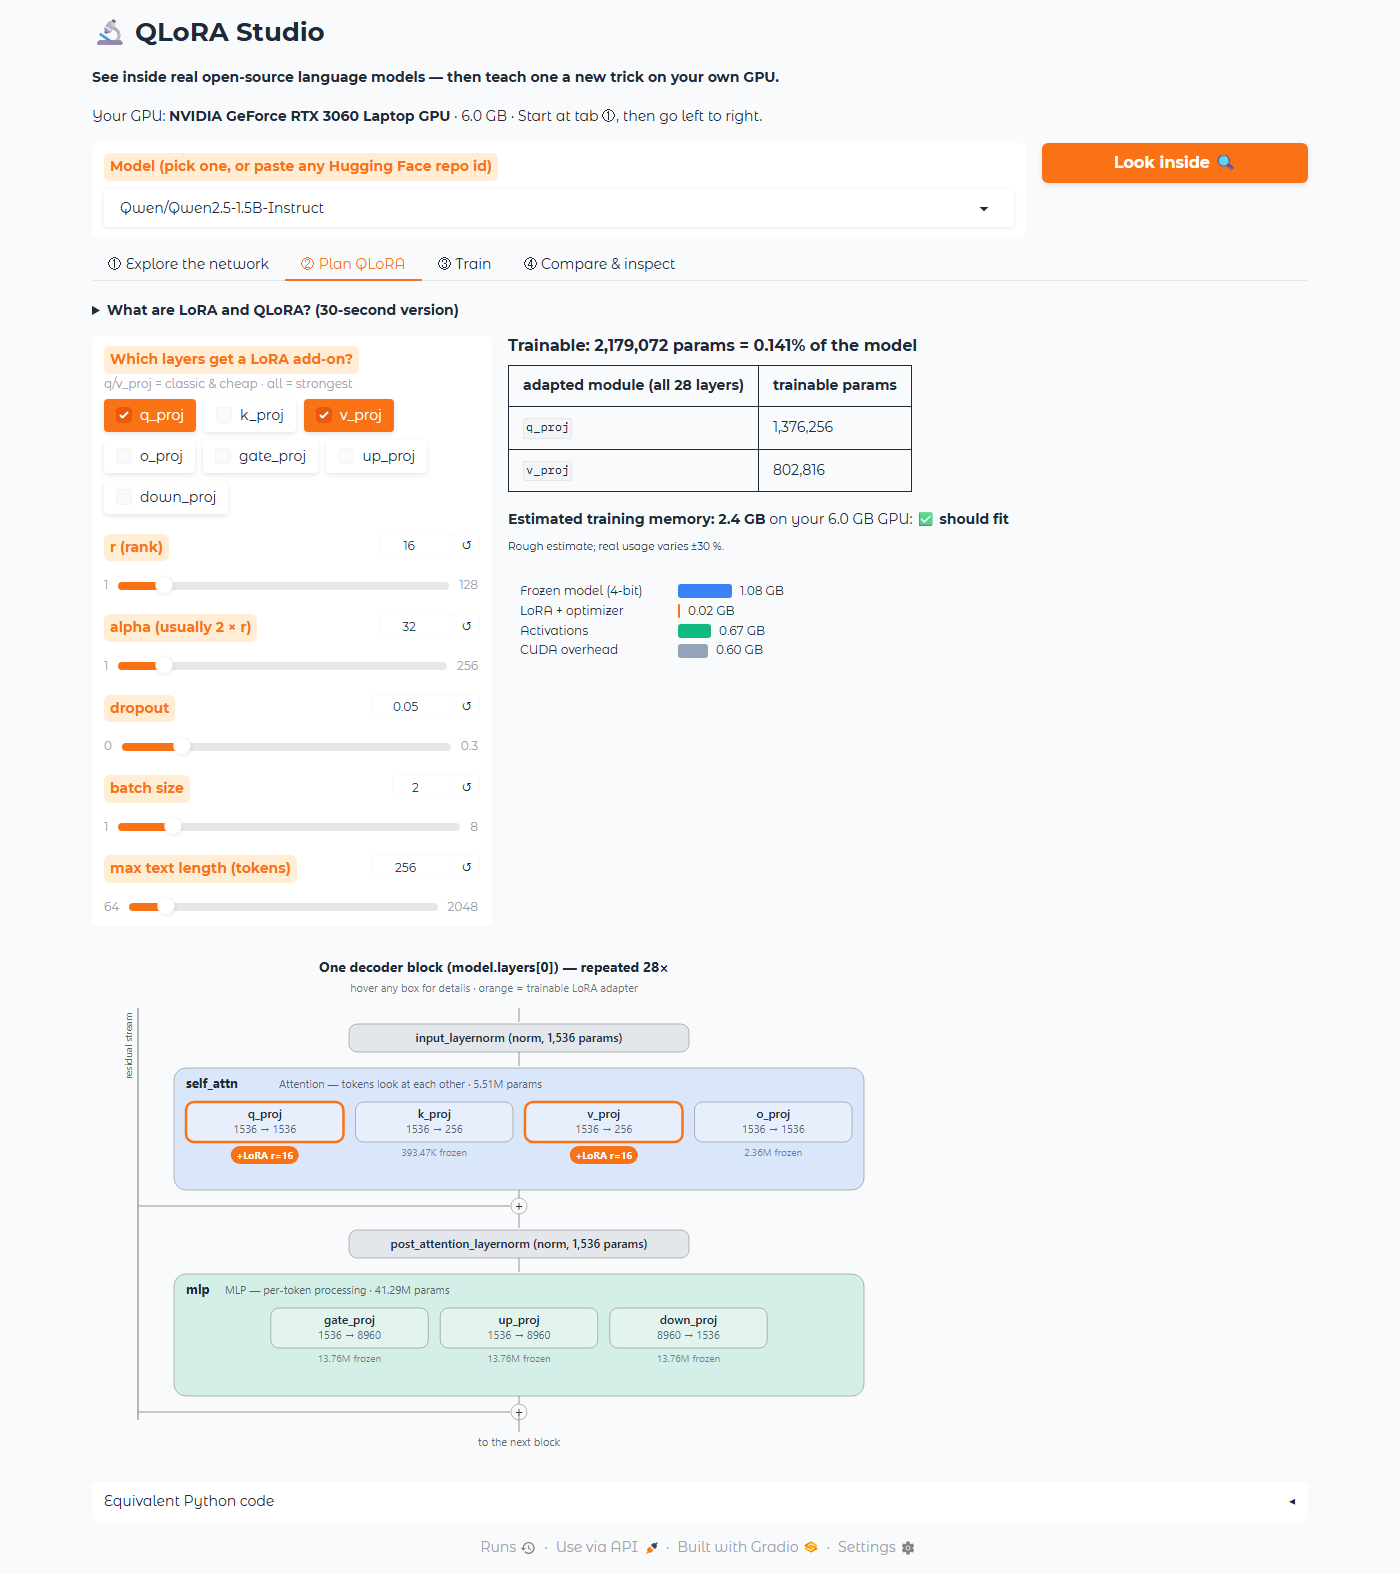 🔬 QLoRA Studio
See inside real open-source language models — then teach one a new trick on your own GPU.
Your GPU: NVIDIA GeForce RTX 3060 Laptop GPU · 6.0 GB · Start at tab ①, then go left to right.
Model (pick one, or paste any Hugging Face repo id)
Qwen/Qwen2.5-1.5B-Instruct
Look inside 🔍
① Explore the network ② Plan QLoRA ③ Train ④ Compare & inspect
▶ What are LoRA and QLoRA? (30-second version)
Which layers get a LoRA add-on?
q/v_proj = classic & cheap · all = strongest
q_proj k_proj v_proj
o_proj gate_proj up_proj
down_proj
r (rank) 16 ↺
1 128
alpha (usually 2 × r) 32 ↺
1 256
dropout 0.05 ↺
0 0.3
batch size 2 ↺
1 8
max text length (tokens) 256 ↺
64 2048
Trainable: 2,179,072 params = 0.141% of the model
adapted module (all 28 layers) trainable params
q_proj 1,376,256
v_proj 802,816
Estimated training memory: 2.4 GB on your 6.0 GB GPU: ✅ should fit
Rough estimate; real usage varies ±30 %.
Frozen model (4-bit) 1.08 GB
LoRA + optimizer 0.02 GB
Activations 0.67 GB
CUDA overhead 0.60 GB
One decoder block (model.layers[0]) — repeated 28×
hover any box for details · orange = trainable LoRA adapter
residual stream
input_layernorm (norm, 1,536 params)
self_attn Attention — tokens look at each other · 5.51M params
q_proj k_proj v_proj o_proj
1536 → 1536 1536 → 256 1536 → 256 1536 → 1536
+LoRA r=16 393.47K frozen +LoRA r=16 2.36M frozen
+
post_attention_layernorm (norm, 1,536 params)
mlp MLP — per-token processing · 41.29M params
gate_proj up_proj down_proj
1536 → 8960 1536 → 8960 8960 → 1536
13.76M frozen 13.76M frozen 13.76M frozen
+
to the next block
Equivalent Python code ◀
Runs · Use via API 🚀 · Built with Gradio · Settings